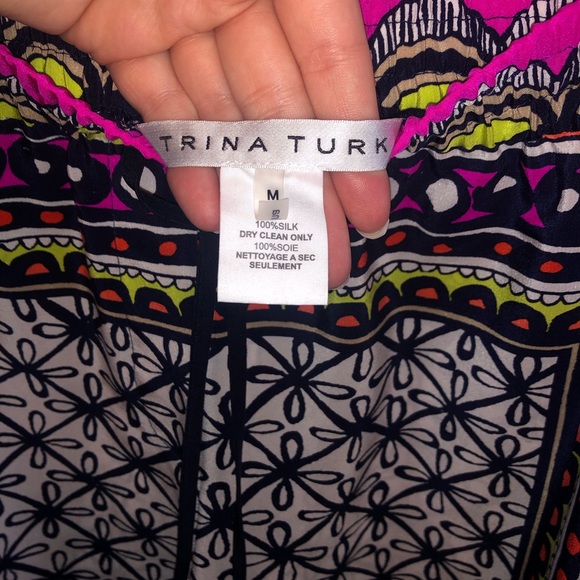 TRINA TURK
M
100%SILK
DRY CLEAN ONLY
100%SOIE
NETTOYAGE A SEC
SEULEMENT